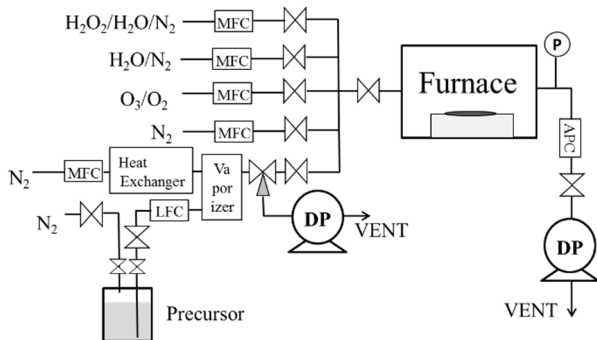 H₂O₂/H₂O/N₂
MFC
H₂O/N₂
MFC
O₃/O₂
MFC
N₂
MFC
N₂
MFC
Heat
Exchanger
Va
por
izer
N₂
LFC
Precursor
DP
VENT
Furnace
P
APC
DP
VENT